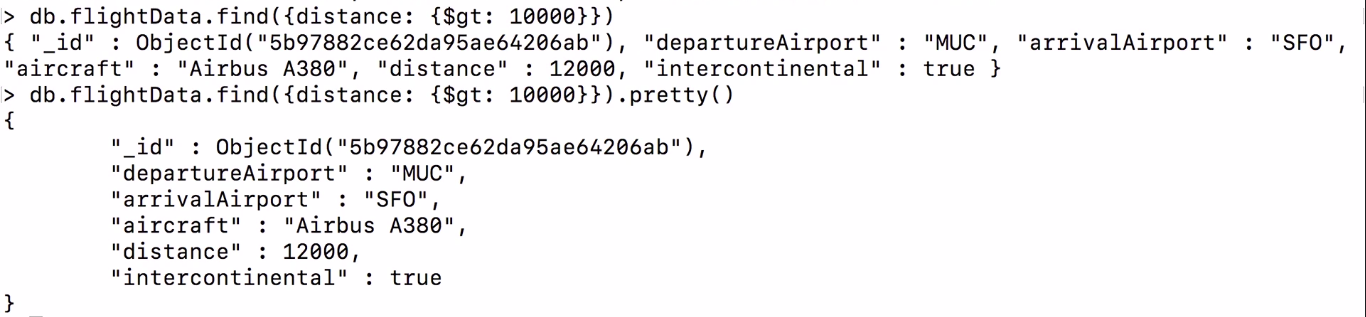 > db.flightData.find({distance: {$gt: 10000}})
{ "_id" : ObjectId("5b97882ce62da95ae64206ab"), "departureAirport" : "MUC", "arrivalAirport" : "SFO",
"aircraft" : "Airbus A380", "distance" : 12000, "intercontinental" : true }
> db.flightData.find({distance: {$gt: 10000}}).pretty()
{
        "_id" : ObjectId("5b97882ce62da95ae64206ab"),
        "departureAirport" : "MUC",
        "arrivalAirport" : "SFO",
        "aircraft" : "Airbus A380",
        "distance" : 12000,
        "intercontinental" : true
}